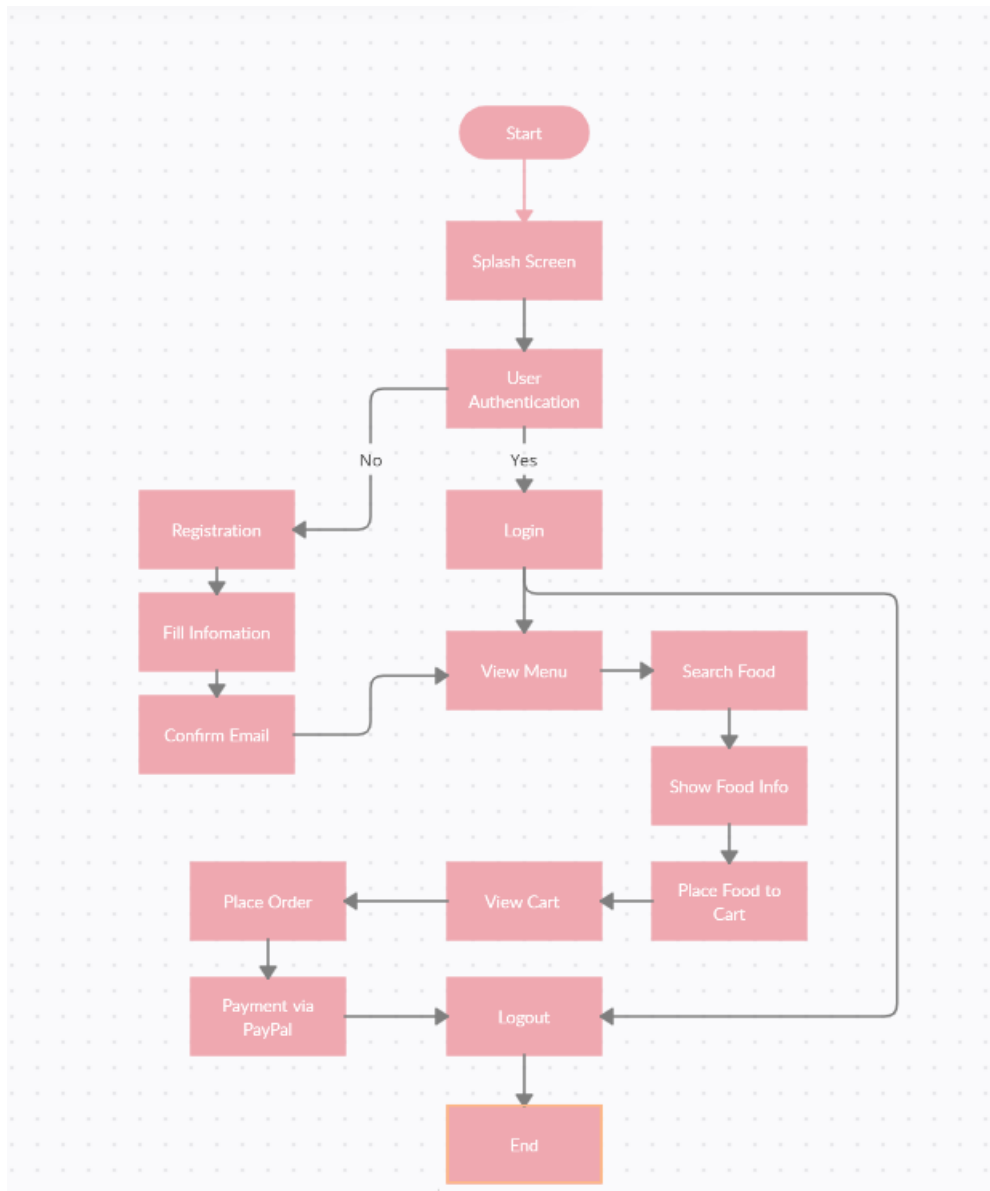 Start
Splash Screen
User
Authentication
No
Yes
Registration
Login
Fill Infomation
View Menu
Search Food
Confirm Email
Show Food Info
Place Order
View Cart
Place Food to
Cart
Payment via
PayPal
Logout
End